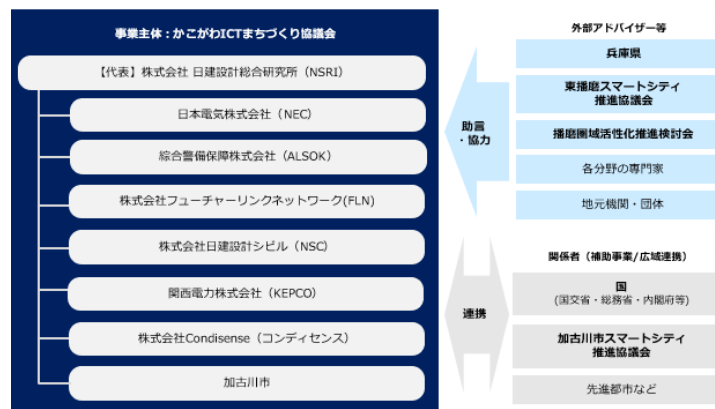 事業主体：かこがわICTまちづくり協議会
【代表】株式会社 日建設計総合研究所（NSRI）
日本電気株式会社（NEC）
綜合警備保障株式会社（ALSOK）
株式会社フューチャーリンクネットワーク(FLN)
株式会社日建設計シビル（NSC）
関西電力株式会社（KEPCO）
株式会社Condisense（コンディセンス）
加古川市
助言
・協力
連携
外部アドバイザー等
兵庫県
東播磨スマートシティ
推進協議会
播磨圏域活性化推進検討会
各分野の専門家
地元機関・団体
関係者（補助事業/広域連携）
国
(国交省・総務省・内閣府等)
加古川市スマートシティ
推進協議会
先進都市など